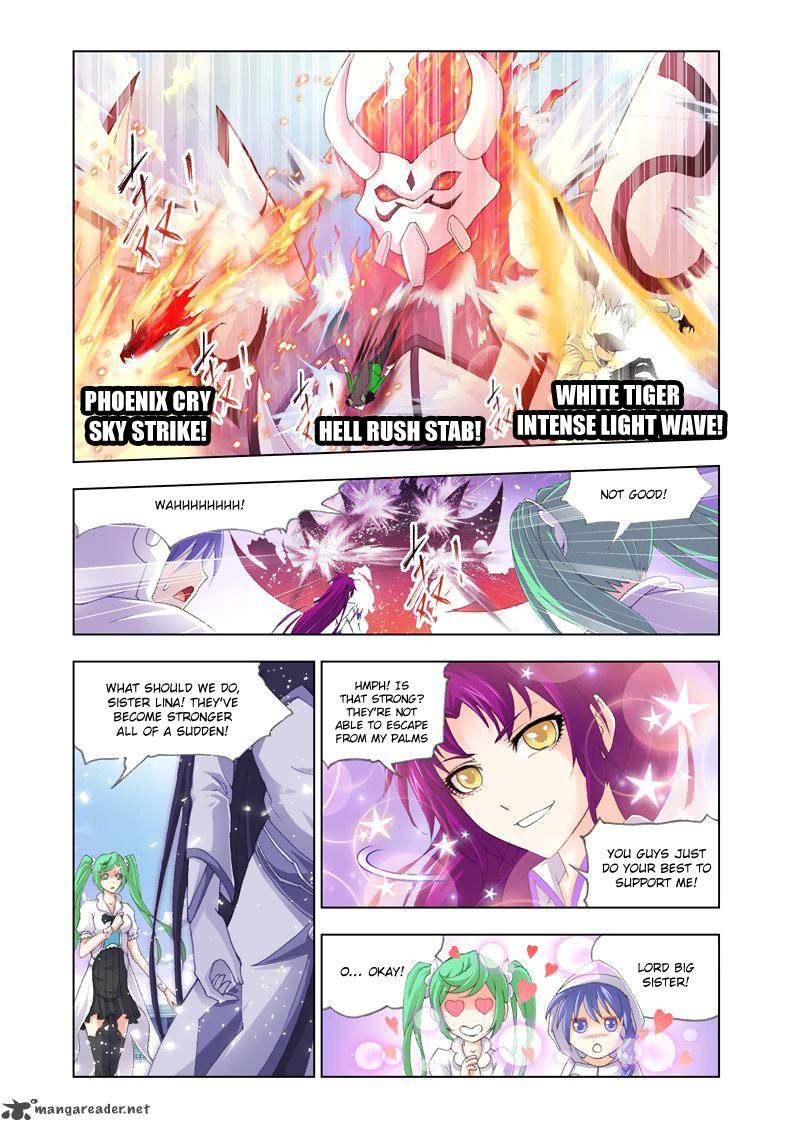 PHOENIX CRY
SKY STRIKE!
HELL RUSH STAB!
WHITE TIGER
INTENSE LIGHT WAVE!
WAHHHHHHHH!
NOT GOOD!
WHAT SHOULD WE DO,
SISTER LINA! THEY'VE
BECOME STRONGER
ALL OF A SUDDEN!
HMPH! IS
THAT STRONG?
THEY'RE NOT
ABLE TO ESCAPE
FROM MY PALMS
YOU GUYS JUST
DO YOUR BEST TO
SUPPORT ME!
O... OKAY!
LORD BIG
SISTER!
mangareader.net